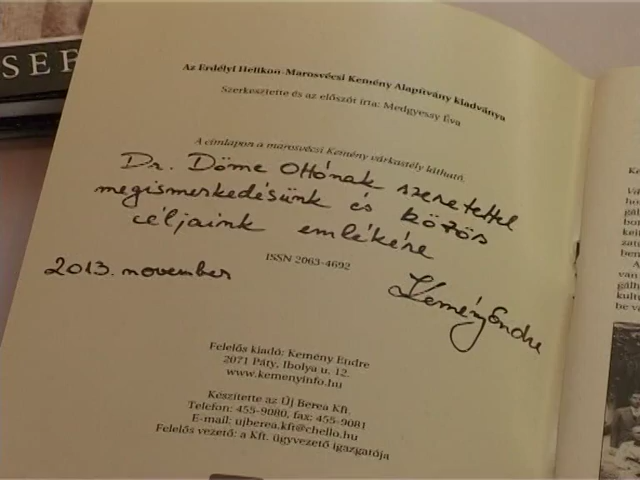 SER
Az Erdélyi Helikon–Marosvécsi Kemény Alapítvány kiadványa
Szerkesztette és az előszót írta: Medgyessy Éva
A címlapon a marosvécsi Kemény várkastély látható.
Dr. Döme Ottónak szeretettel
megismerkedésünk és közös
céljaink emlékére
ISSN 2063-4692
2013. november
Kemény Endre
Felelős kiadó: Kemény Endre
2071 Páty, Ibolya u. 12.
www.kemenyinfo.hu
Készítette az Új Berea Kft.
Telefon: 455-9080, fax: 455-9081
E-mail: ujberea.kft@chello.hu
Felelős vezető: a Kft. ügyvezető igazgatója